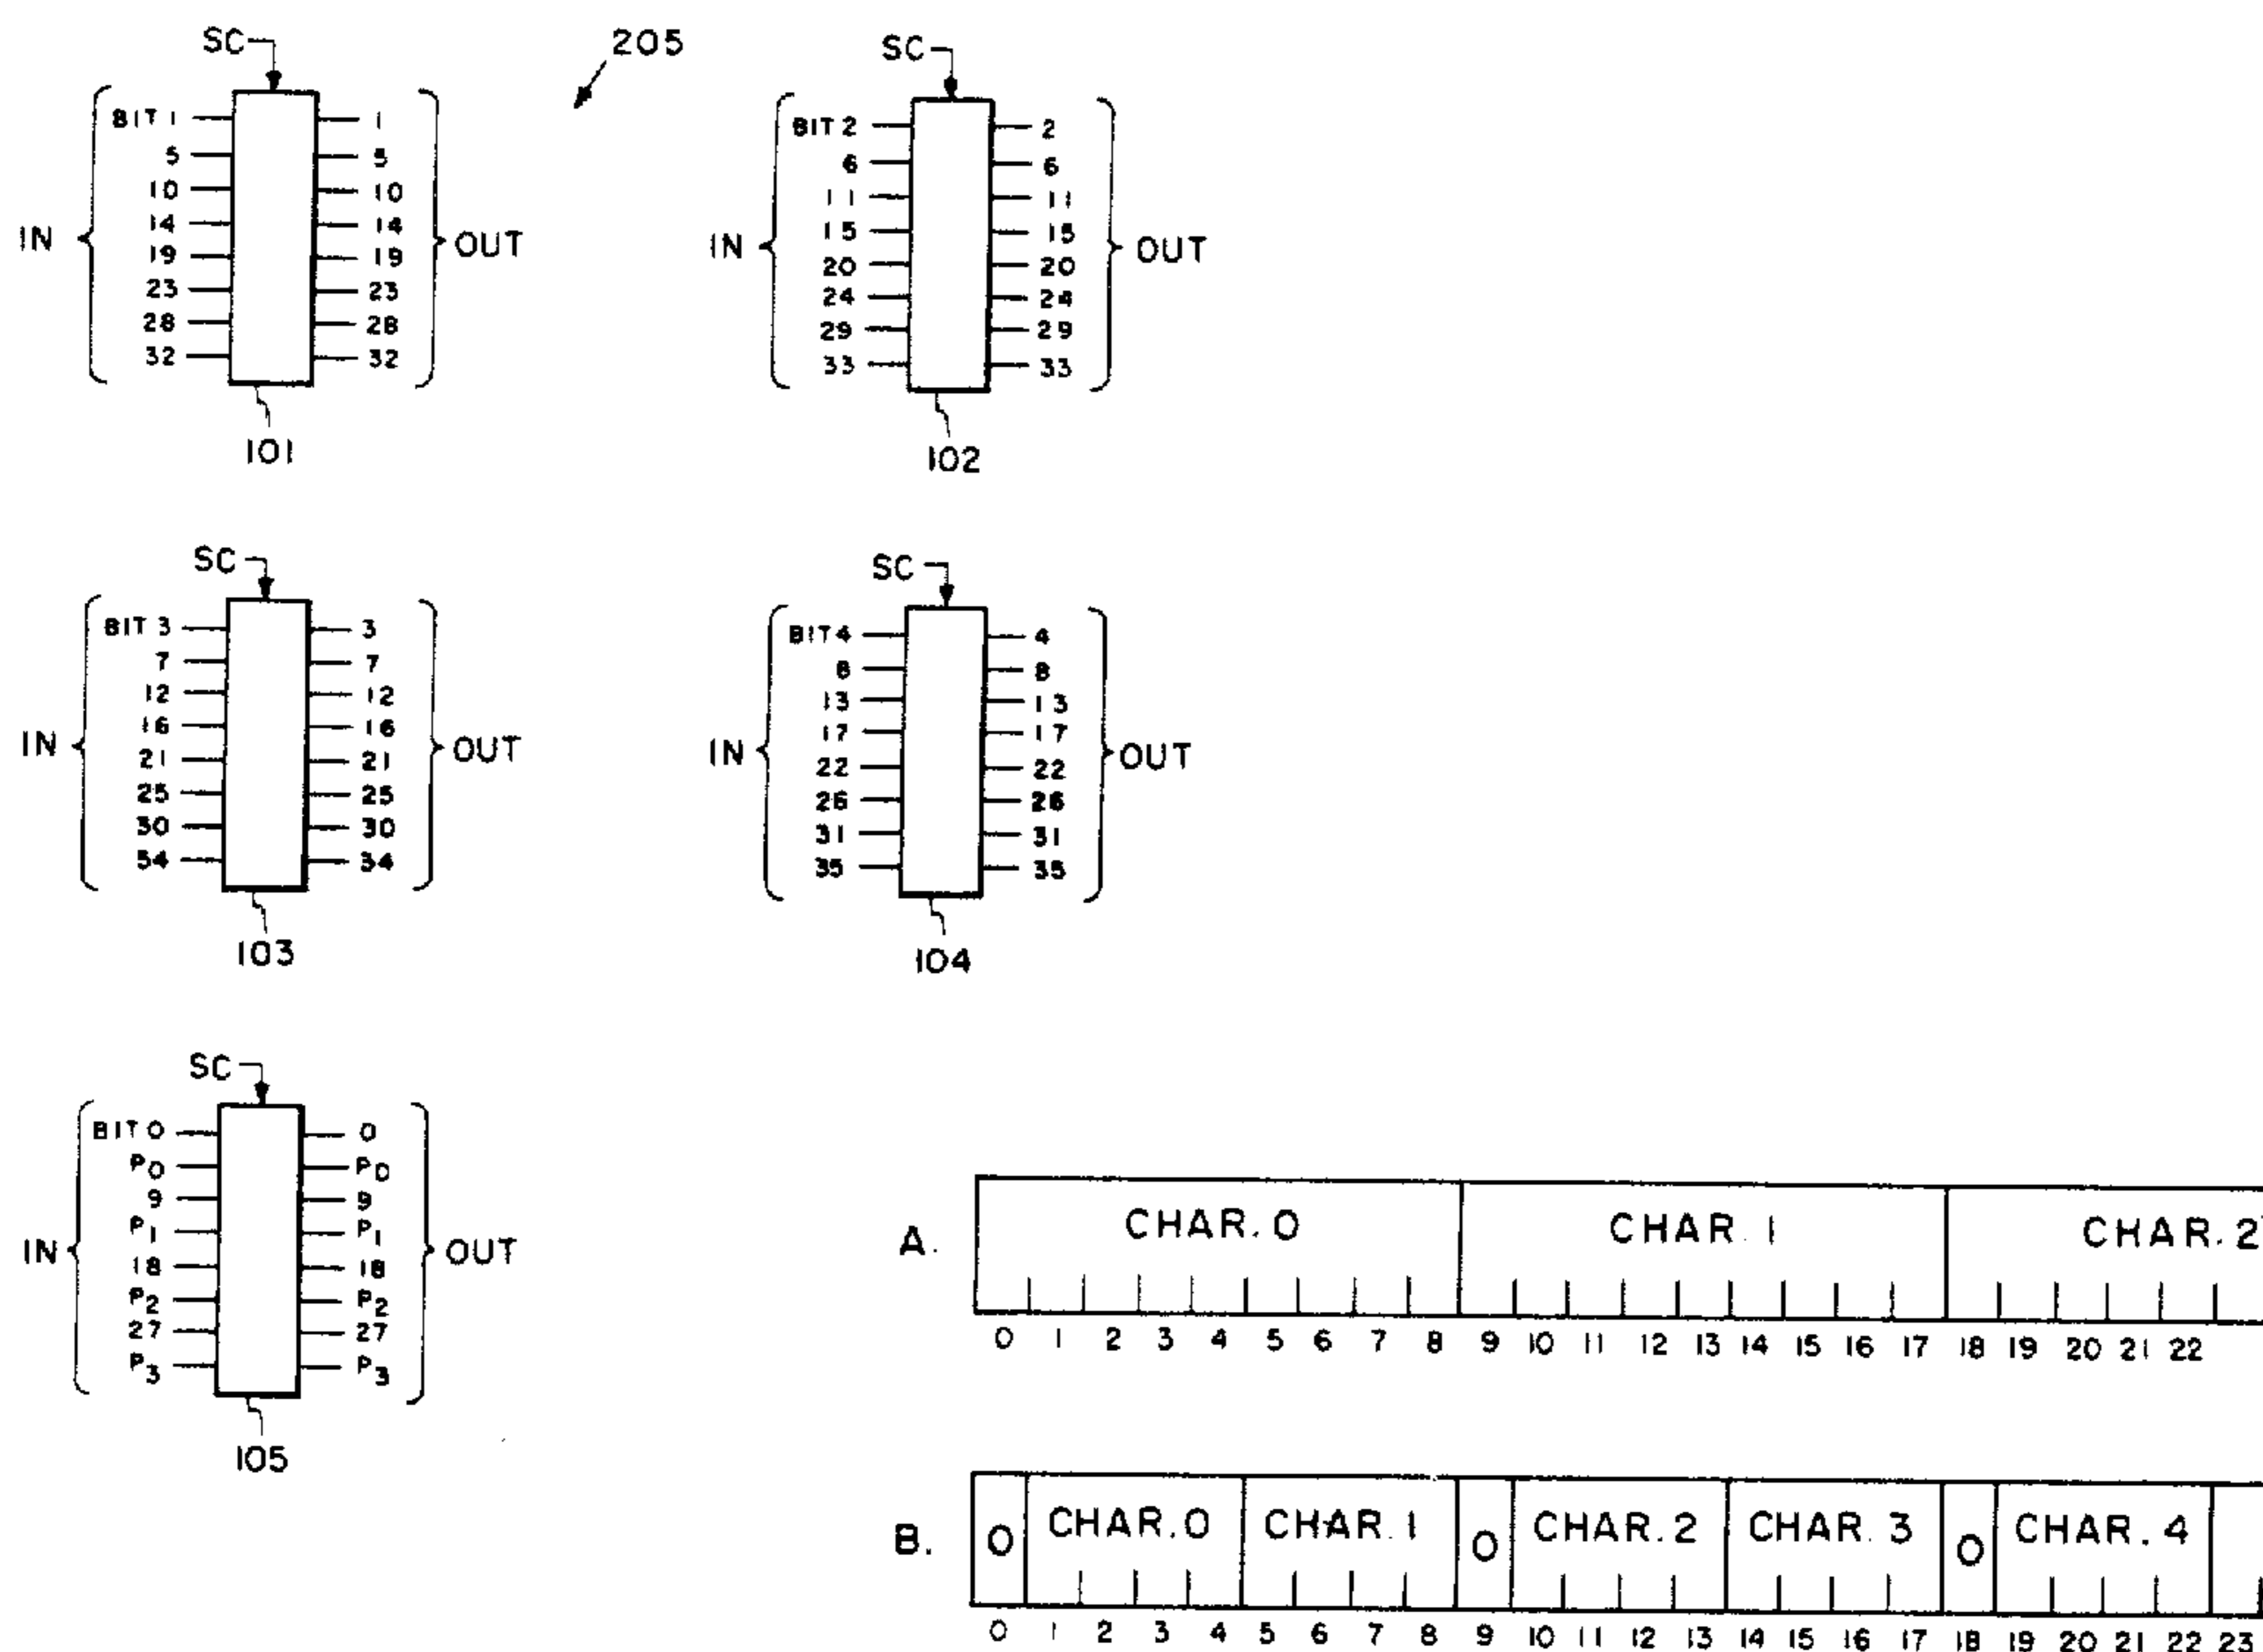 205
SC
BIT 1 1
5 5
10 10
14 14
19 19
23 23
28 28
32 32
IN OUT
101
SC
BIT 2 2
6 6
11 11
15 15
20 20
24 24
29 29
33 33
IN OUT
102
SC
BIT 3 3
7 7
12 12
16 16
21 21
25 25
30 30
34 34
IN OUT
103
SC
BIT 4 4
8 8
13 13
17 17
22 22
26 26
31 31
35 35
IN OUT
104
SC
BIT 0 0
P0 P0
9 9
P1 P1
18 18
P2 P2
27 27
P3 P3
IN OUT
105
A. CHAR. 0 CHAR. 1 CHAR. 2
0 1 2 3 4 5 6 7 8 9 10 11 12 13 14 15 16 17 18 19 20 21 22
B. 0 CHAR. 0 CHAR. 1 0 CHAR. 2 CHAR. 3 0 CHAR. 4
0 1 2 3 4 5 6 7 8 9 10 11 12 13 14 15 16 17 18 19 20 21 22 23